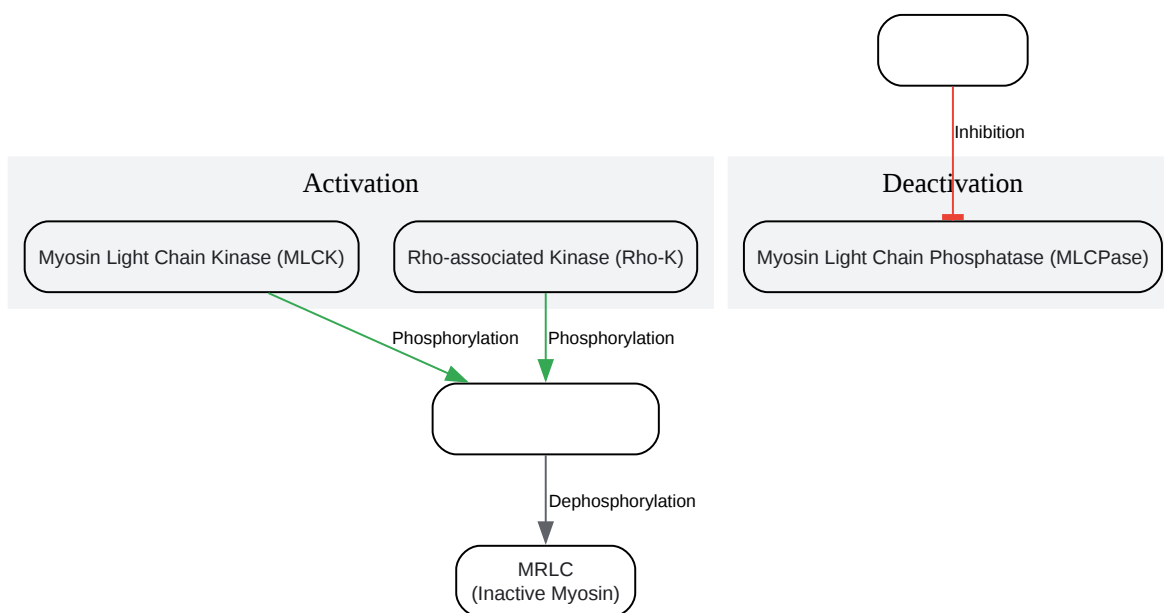 Inhibition
Activation
Deactivation
Myosin Light Chain Kinase (MLCK)
Rho-associated Kinase (Rho-K)
Myosin Light Chain Phosphatase (MLCPase)
Phosphorylation
Phosphorylation
Dephosphorylation
MRLC
(Inactive Myosin)